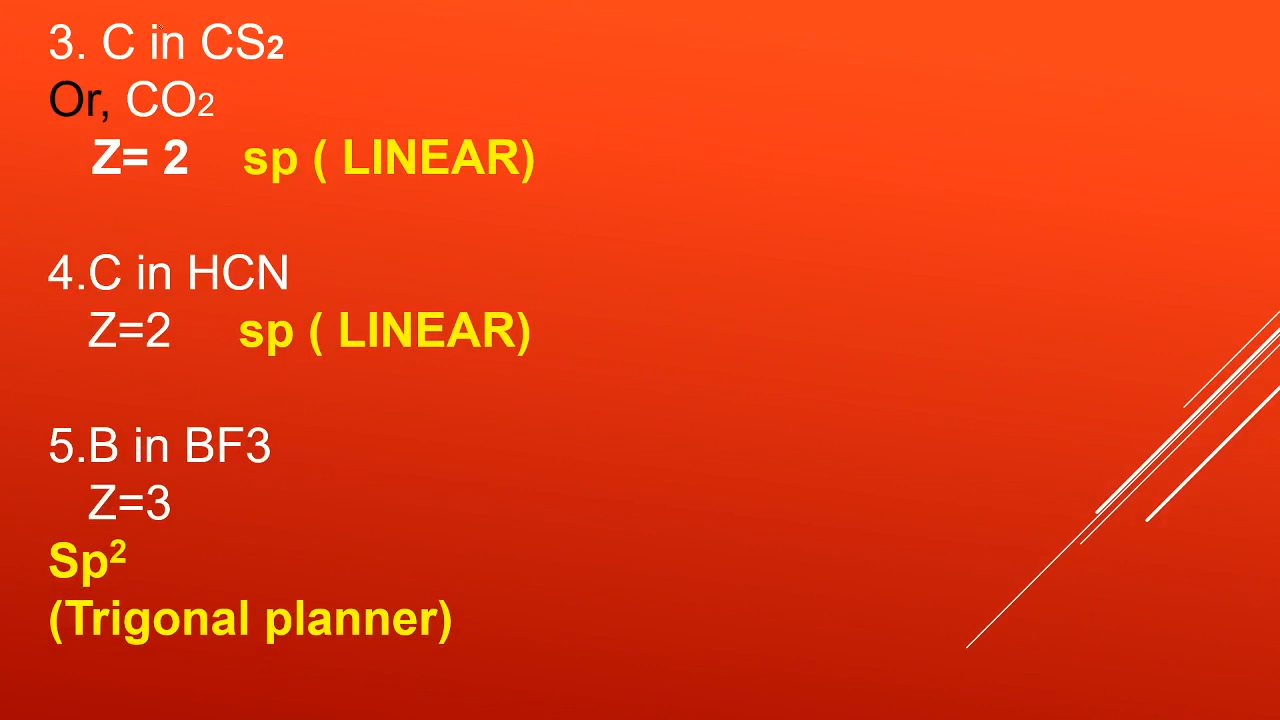 3. C in CS2
Or, CO2
Z= 2 sp ( LINEAR)
4.C in HCN
Z=2 sp ( LINEAR)
5.B in BF3
Z=3
Sp²
(Trigonal planner)